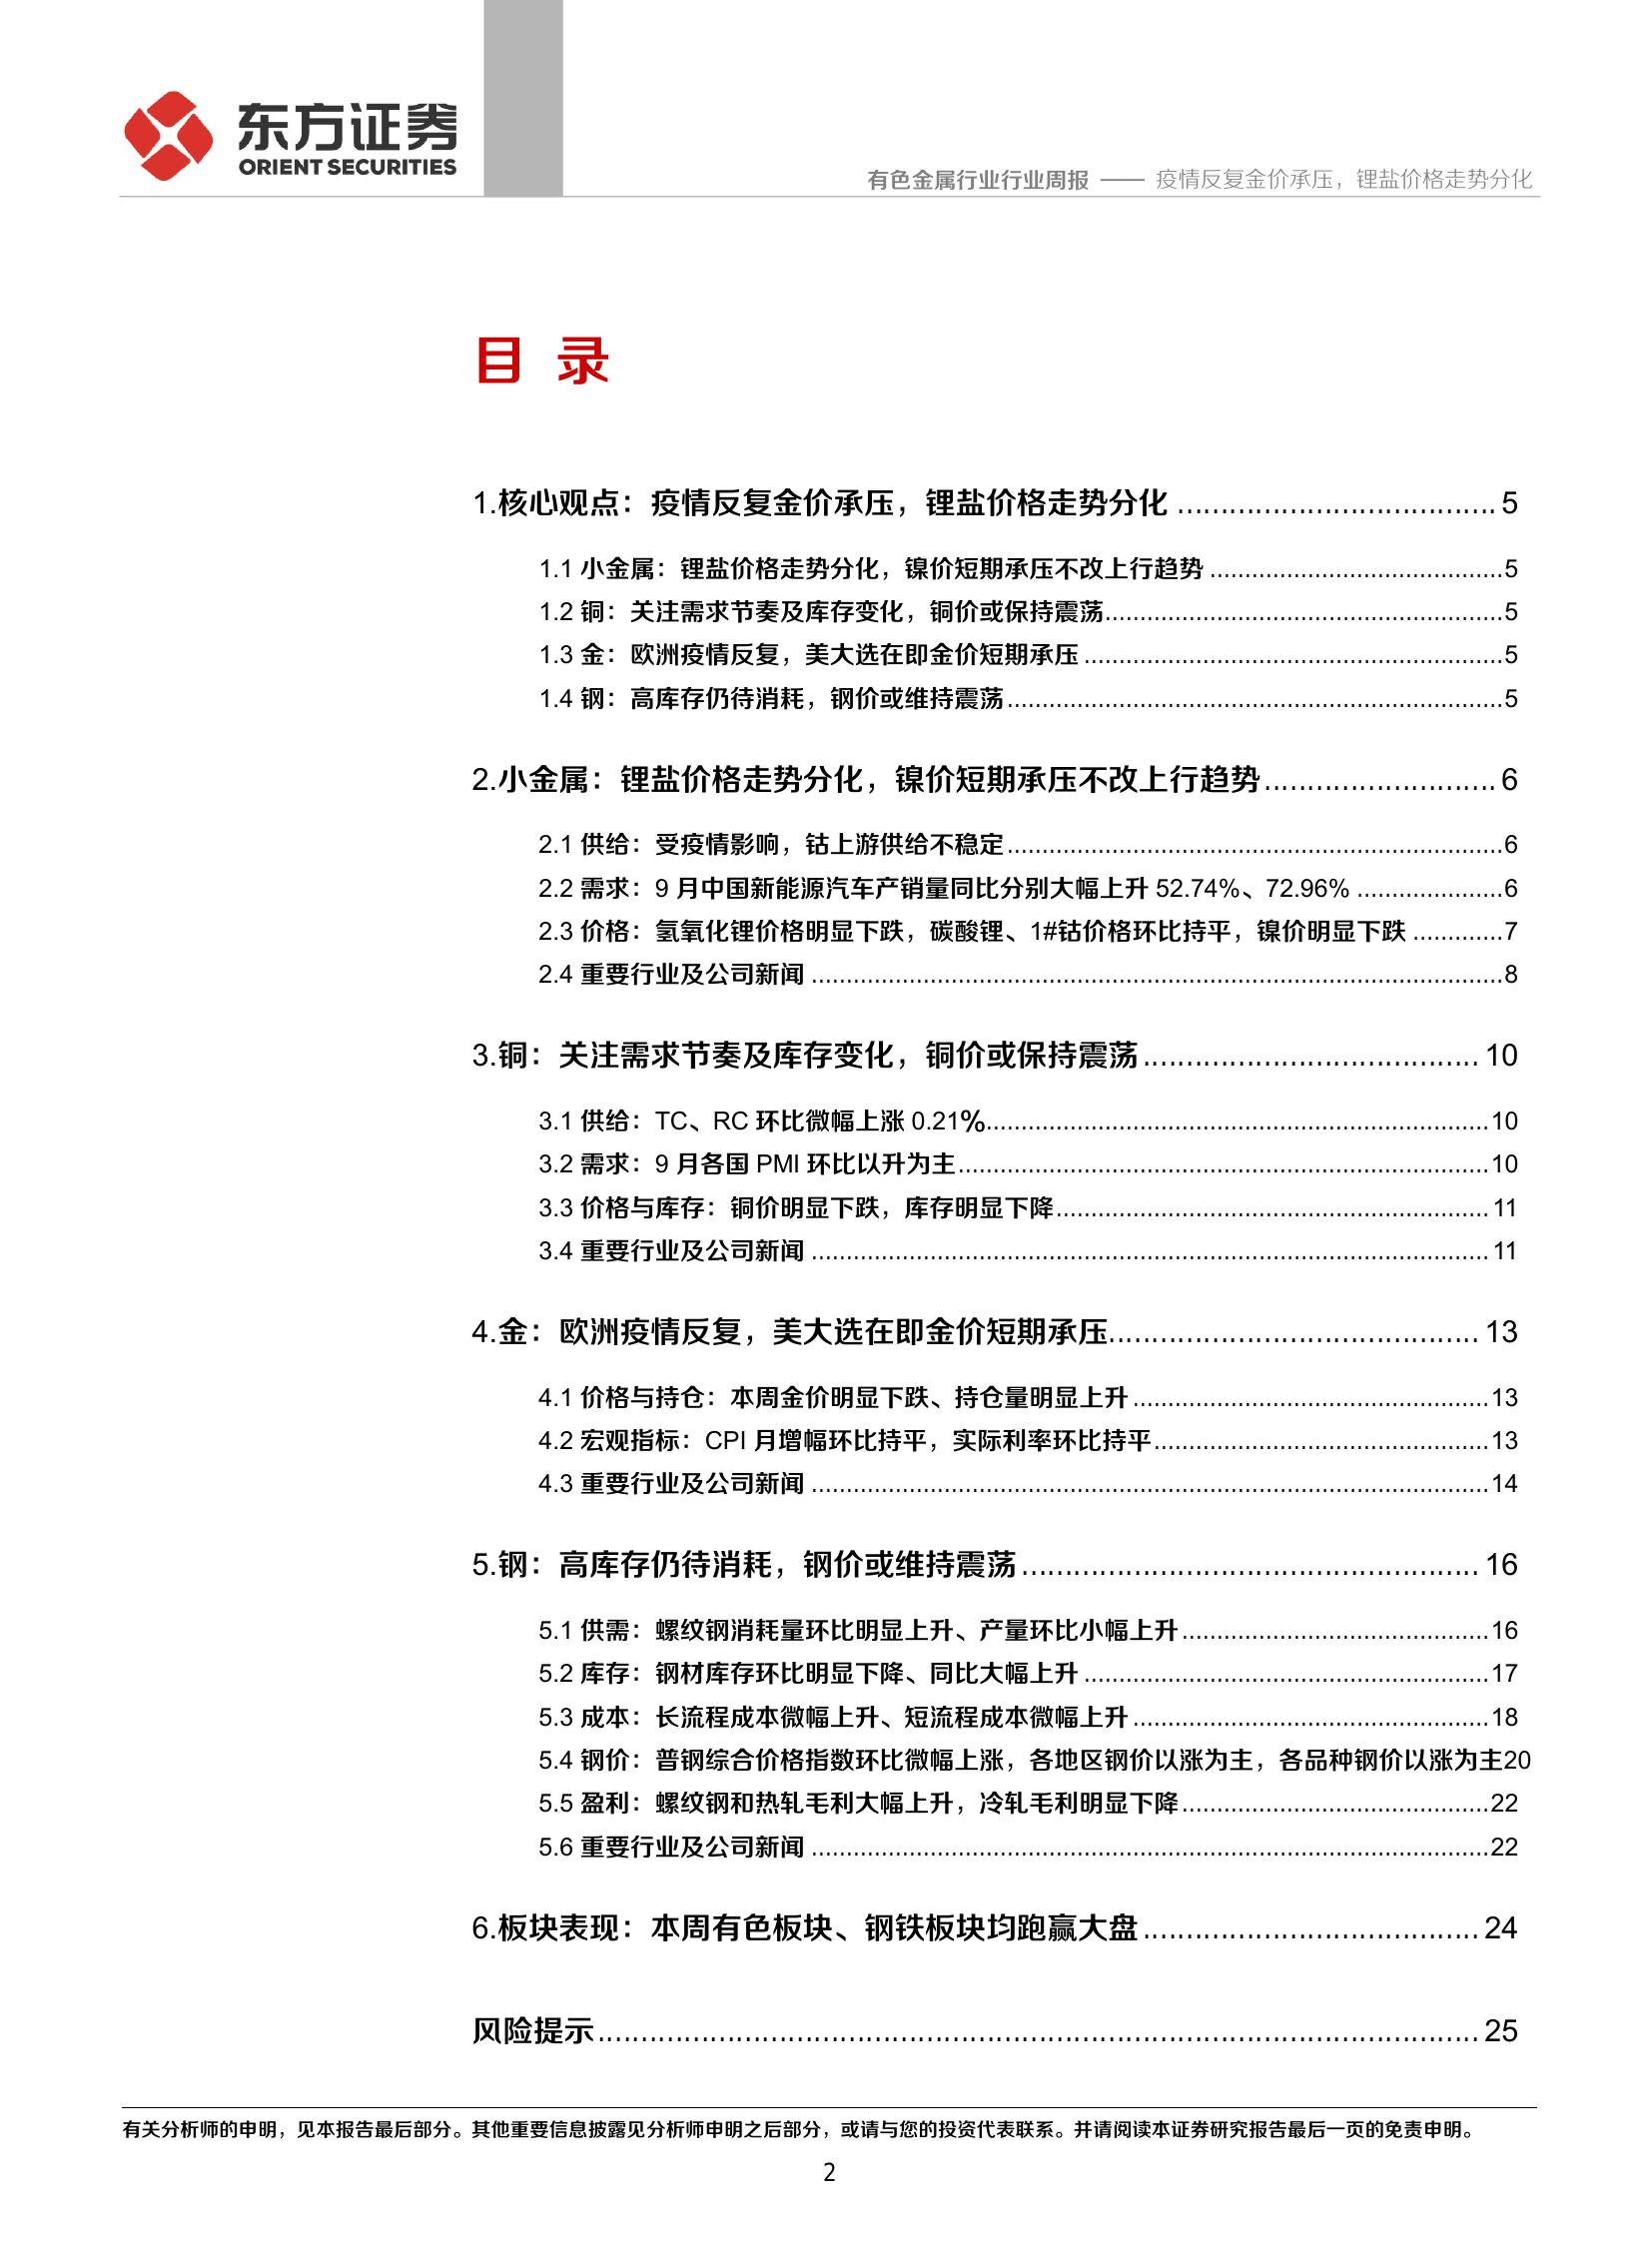 东方证券
ORIENT SECURITIES
有色金属行业行业周报 —— 疫情反复金价承压，锂盐价格走势分化
目 录
1.核心观点：疫情反复金价承压，锂盐价格走势分化 ..................................... 5
1.1 小金属：锂盐价格走势分化，镍价短期承压不改上行趋势 ..........................................5
1.2 铜：关注需求节奏及库存变化，铜价或保持震荡.........................................................5
1.3 金：欧洲疫情反复，美大选在即金价短期承压 ............................................................5
1.4 钢：高库存仍待消耗，钢价或维持震荡.......................................................................5
2.小金属：锂盐价格走势分化，镍价短期承压不改上行趋势........................... 6
2.1 供给：受疫情影响，钴上游供给不稳定.......................................................................6
2.2 需求：9 月中国新能源汽车产销量同比分别大幅上升 52.74%、72.96% .....................6
2.3 价格：氢氧化锂价格明显下跌，碳酸锂、1#钴价格环比持平，镍价明显下跌 .............7
2.4 重要行业及公司新闻 ...................................................................................................8
3.铜：关注需求节奏及库存变化，铜价或保持震荡....................................... 10
3.1 供给：TC、RC 环比微幅上涨 0.21%........................................................................10
3.2 需求：9 月各国 PMI 环比以升为主............................................................................10
3.3 价格与库存：铜价明显下跌，库存明显下降.............................................................. 11
3.4 重要行业及公司新闻 ................................................................................................. 11
4.金：欧洲疫情反复，美大选在即金价短期承压........................................... 13
4.1 价格与持仓：本周金价明显下跌、持仓量明显上升 ...................................................13
4.2 宏观指标：CPI 月增幅环比持平，实际利率环比持平................................................13
4.3 重要行业及公司新闻 .................................................................................................14
5.钢：高库存仍待消耗，钢价或维持震荡 ..................................................... 16
5.1 供需：螺纹钢消耗量环比明显上升、产量环比小幅上升............................................16
5.2 库存：钢材库存环比明显下降、同比大幅上升 ..........................................................17
5.3 成本：长流程成本微幅上升、短流程成本微幅上升 ...................................................18
5.4 钢价：普钢综合价格指数环比微幅上涨，各地区钢价以涨为主，各品种钢价以涨为主20
5.5 盈利：螺纹钢和热轧毛利大幅上升，冷轧毛利明显下降............................................22
5.6 重要行业及公司新闻 .................................................................................................22
6.板块表现：本周有色板块、钢铁板块均跑赢大盘....................................... 24
风险提示...................................................................................................... 25
有关分析师的申明，见本报告最后部分。其他重要信息披露见分析师申明之后部分，或请与您的投资代表联系。并请阅读本证券研究报告最后一页的免责申明。
2